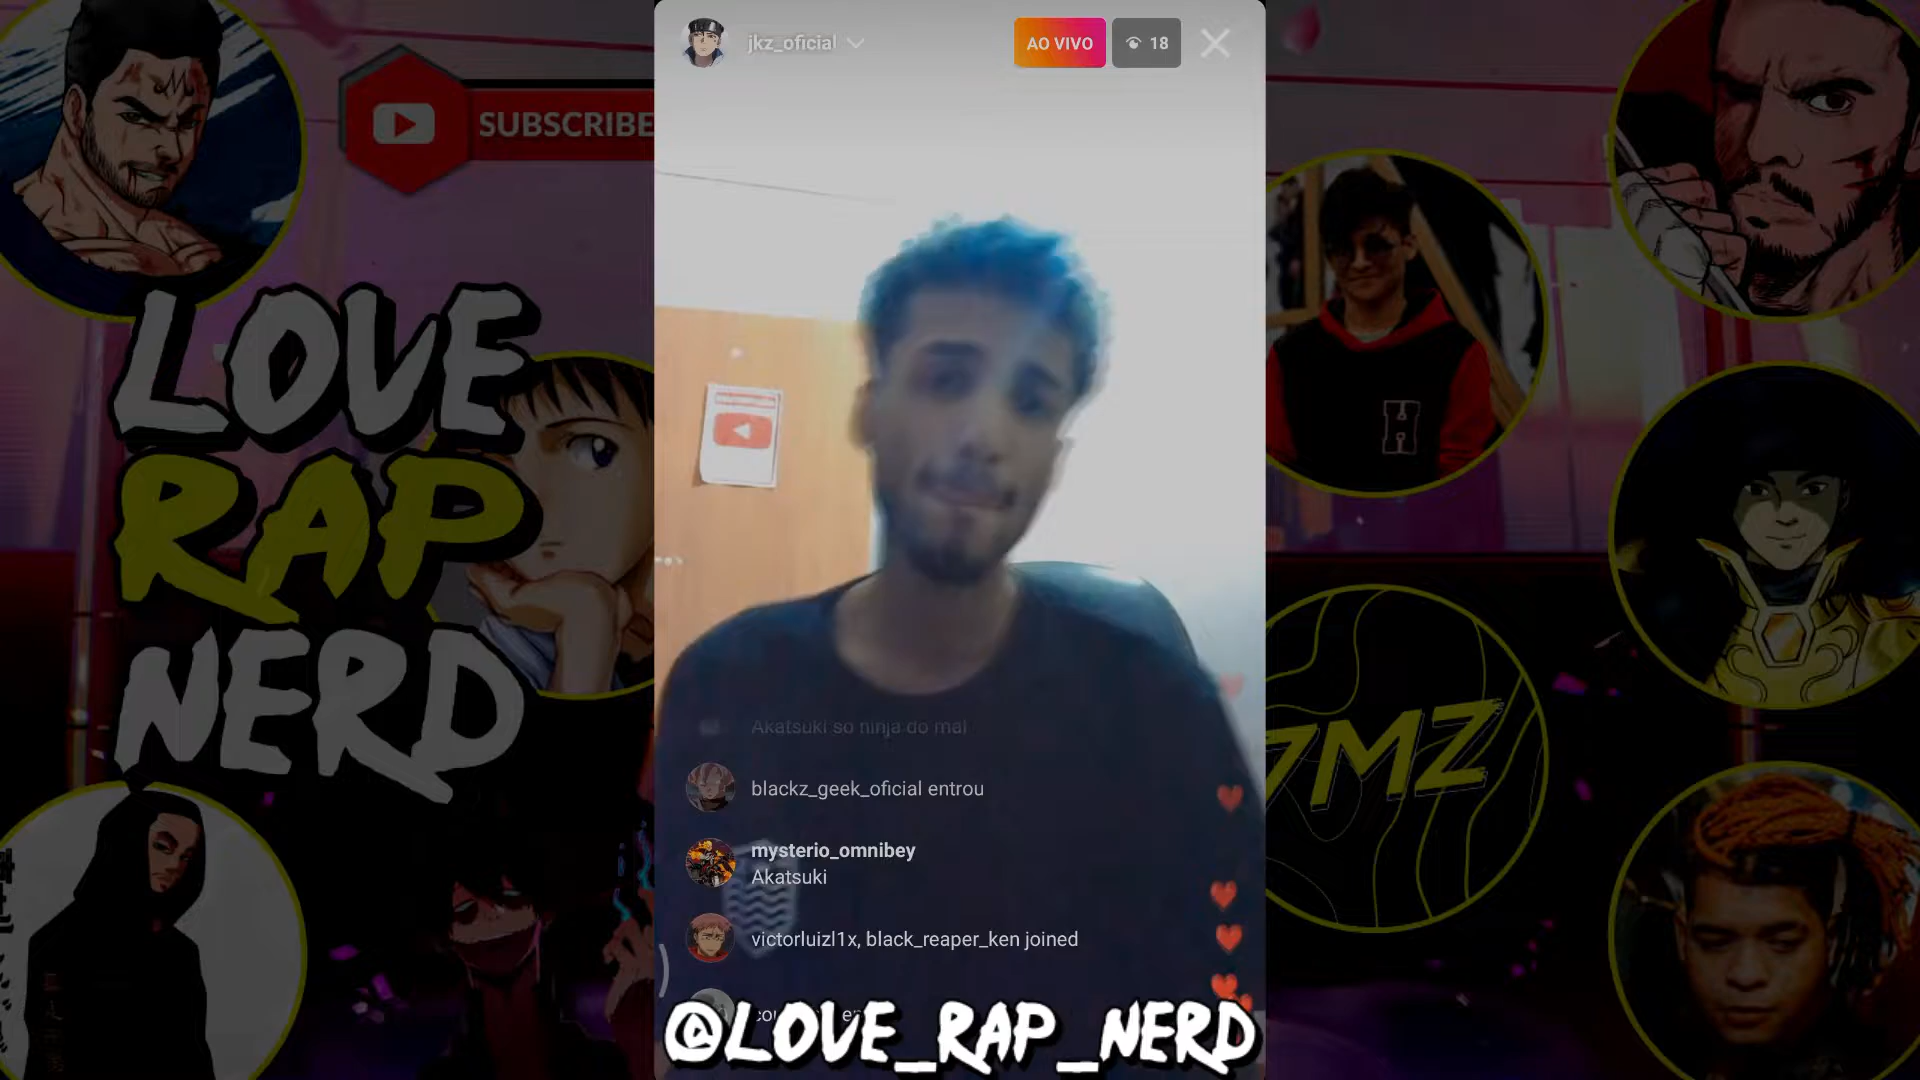 jkz_oficial
AO VIVO
18
SUBSCRIBE
LOVE
RAP
NERD
H
7MZ
Akatsuki so ninja do mal
blackz_geek_oficial entrou
mysterio_omnibey
Akatsuki
victorluizl1x, black_reaper_ken joined
@LOVE_RAP_NERD